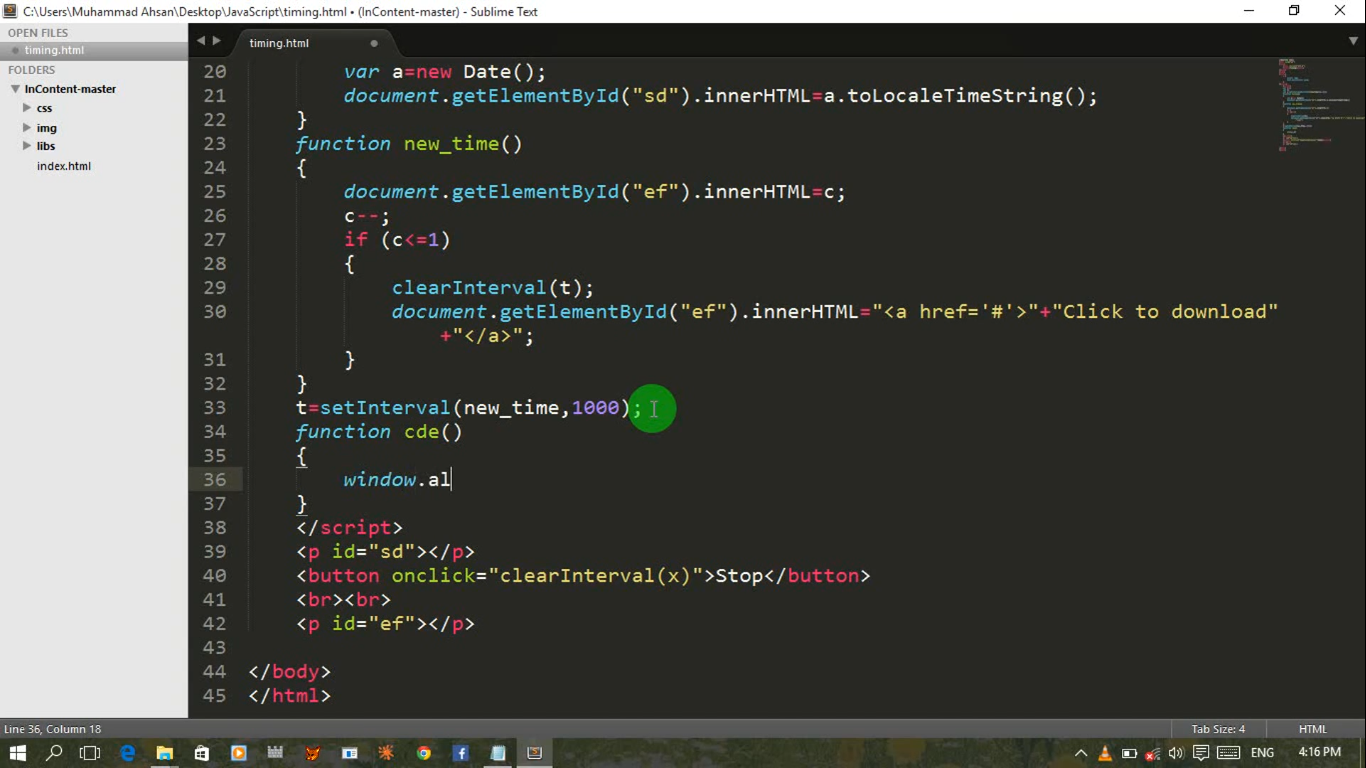 C:\Users\Muhammad Ahsan\Desktop\JavaScript\timing.html • (InContent-master) - Sublime Text
OPEN FILES
timing.html
FOLDERS
InContent-master
css
img
libs
index.html
timing.html
20 var a=new Date();
21 document.getElementById("sd").innerHTML=a.toLocaleTimeString();
22 }
23 function new_time()
24 {
25 document.getElementById("ef").innerHTML=c;
26 c--;
27 if (c<=1)
28 {
29 clearInterval(t);
30 document.getElementById("ef").innerHTML="<a href='#'>"+"Click to download"
+"</a>";
31 }
32 }
33 t=setInterval(new_time,1000);
34 function cde()
35 {
36 window.al
37 }
38 </script>
39 <p id="sd"></p>
40 <button onclick="clearInterval(x)">Stop</button>
41 <br><br>
42 <p id="ef"></p>
43
44 </body>
45 </html>
Line 36, Column 18
Tab Size: 4
HTML
ENG
4:16 PM